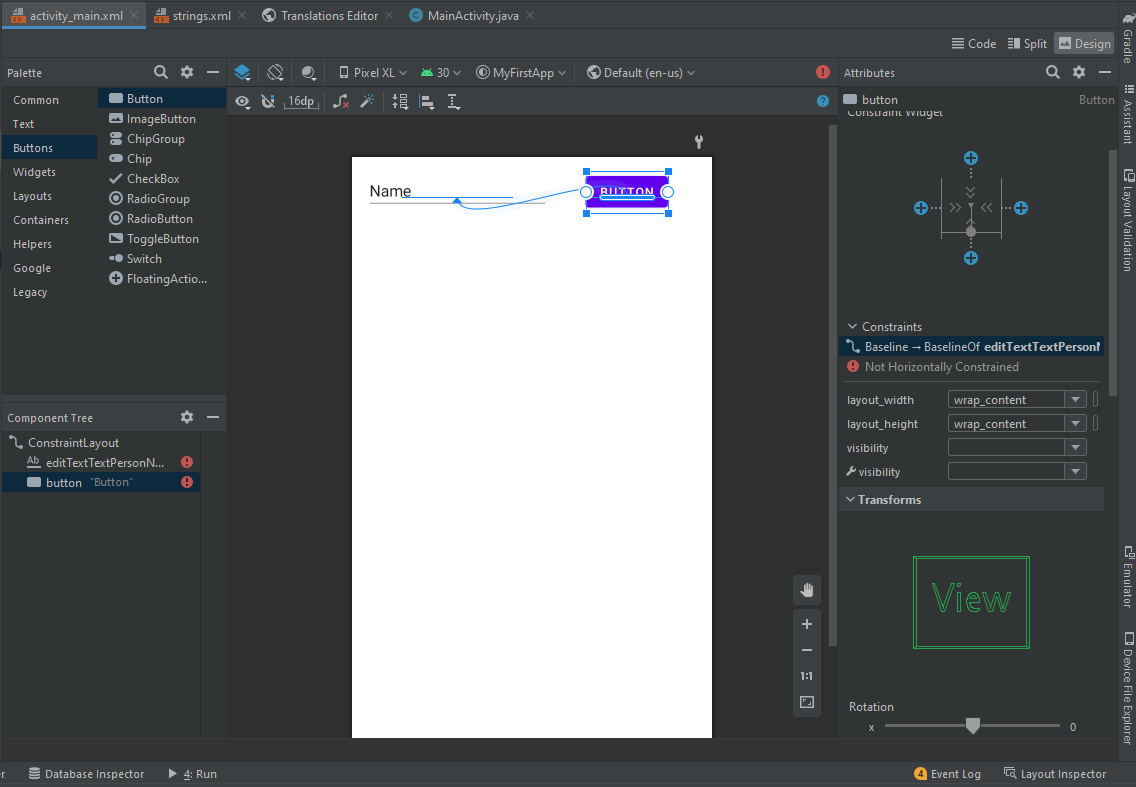 activity_main.xml
strings.xml
Translations Editor
MainActivity.java
Code
Split
Design
Palette
Pixel XL
30
MyFirstApp
Default (en-us)
Attributes
16dp
Common
Text
Buttons
Widgets
Layouts
Containers
Helpers
Google
Legacy
Button
ImageButton
ChipGroup
Chip
CheckBox
RadioGroup
RadioButton
ToggleButton
Switch
FloatingActio...
Component Tree
ConstraintLayout
Ab editTextTextPersonN...
button "Button"
Name
BUTTON
1:1
button
Button
Constraint Widget
Constraints
Baseline → BaselineOf editTextTextPersonN
Not Horizontally Constrained
layout_width wrap_content
layout_height wrap_content
visibility
visibility
Transforms
View
Rotation
x 0
Gradle
Assistant
Layout Validation
Emulator
Device File Explorer
Database Inspector
4: Run
4 Event Log
Layout Inspector